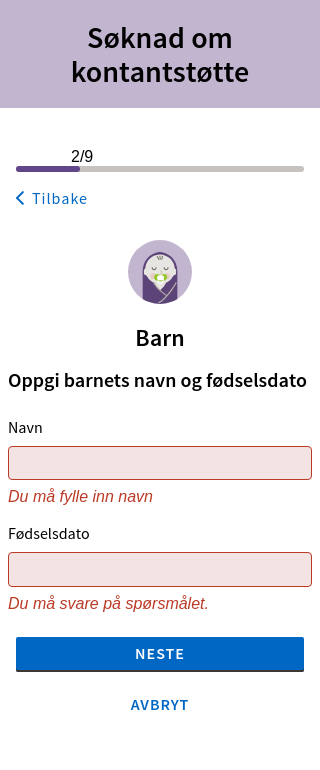 Søknad om
kontantstøtte
2/9
Tilbake
Barn
Oppgi barnets navn og fødselsdato
Navn
Du må fylle inn navn
Fødselsdato
Du må svare på spørsmålet.
NESTE
AVBRYT